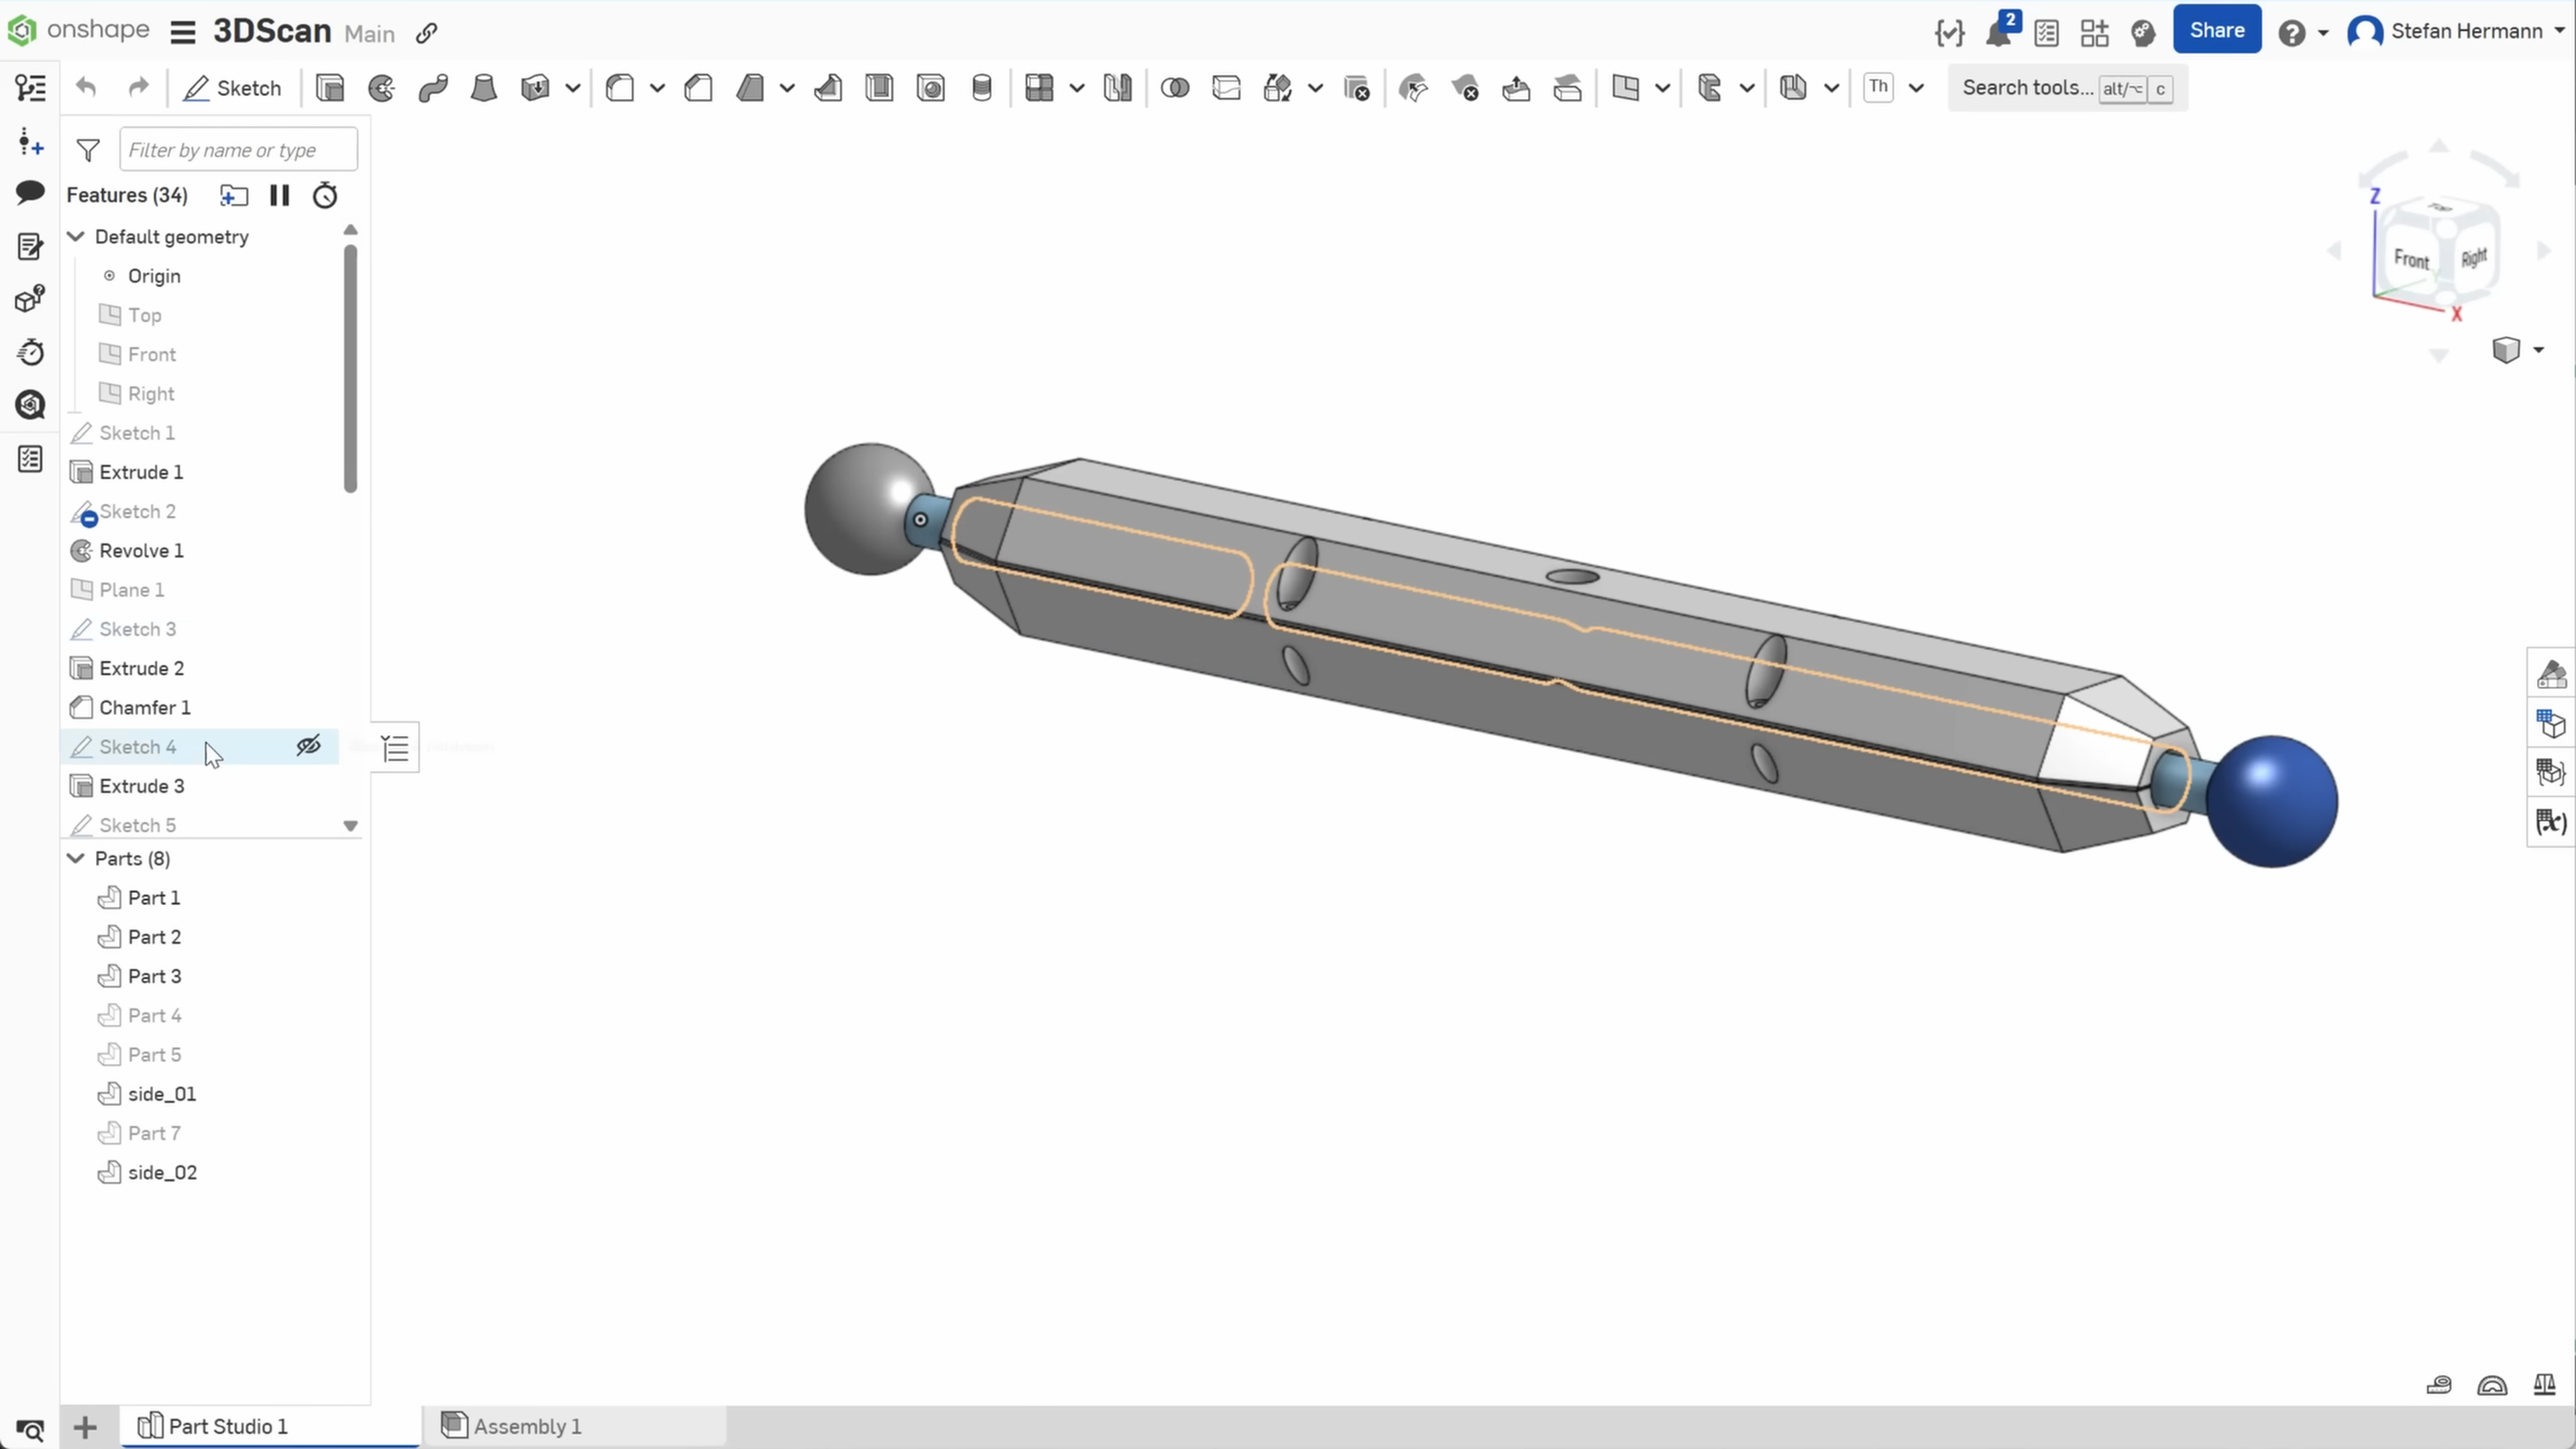 onshape 3DScan Main 2 Share Stefan Hermann
Sketch Th Search tools... alt/⌥ c
Filter by name or type
Features (34)
Default geometry
Origin
Top
Front
Right
Sketch 1
Extrude 1
Sketch 2
Revolve 1
Plane 1
Sketch 3
Extrude 2
Chamfer 1
Sketch 4
Extrude 3
Sketch 5
Parts (8)
Part 1
Part 2
Part 3
Part 4
Part 5
side_01
Part 7
side_02
Z
Top
Front
Right
X
Part Studio 1
Assembly 1